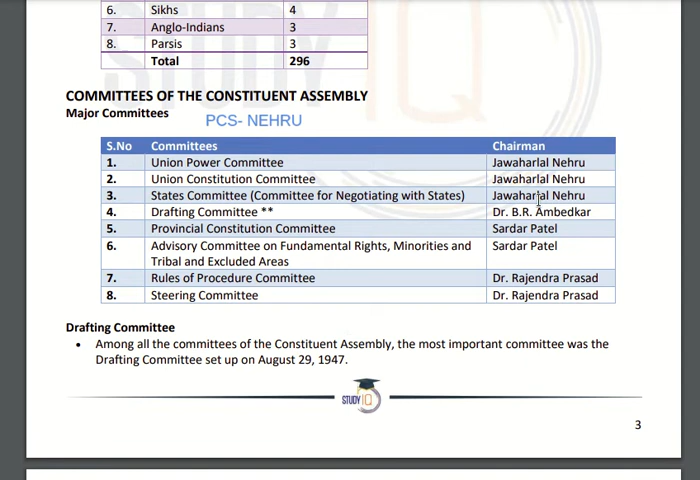 6. Sikhs 4
7. Anglo-Indians 3
8. Parsis 3
Total 296
COMMITTEES OF THE CONSTITUENT ASSEMBLY
Major Committees
PCS- NEHRU
S.No Committees Chairman
1. Union Power Committee Jawaharlal Nehru
2. Union Constitution Committee Jawaharlal Nehru
3. States Committee (Committee for Negotiating with States) Jawaharlal Nehru
4. Drafting Committee ** Dr. B.R. Ambedkar
5. Provincial Constitution Committee Sardar Patel
6. Advisory Committee on Fundamental Rights, Minorities and Sardar Patel
Tribal and Excluded Areas
7. Rules of Procedure Committee Dr. Rajendra Prasad
8. Steering Committee Dr. Rajendra Prasad
Drafting Committee
• Among all the committees of the Constituent Assembly, the most important committee was the
Drafting Committee set up on August 29, 1947.
STUDY IQ
3